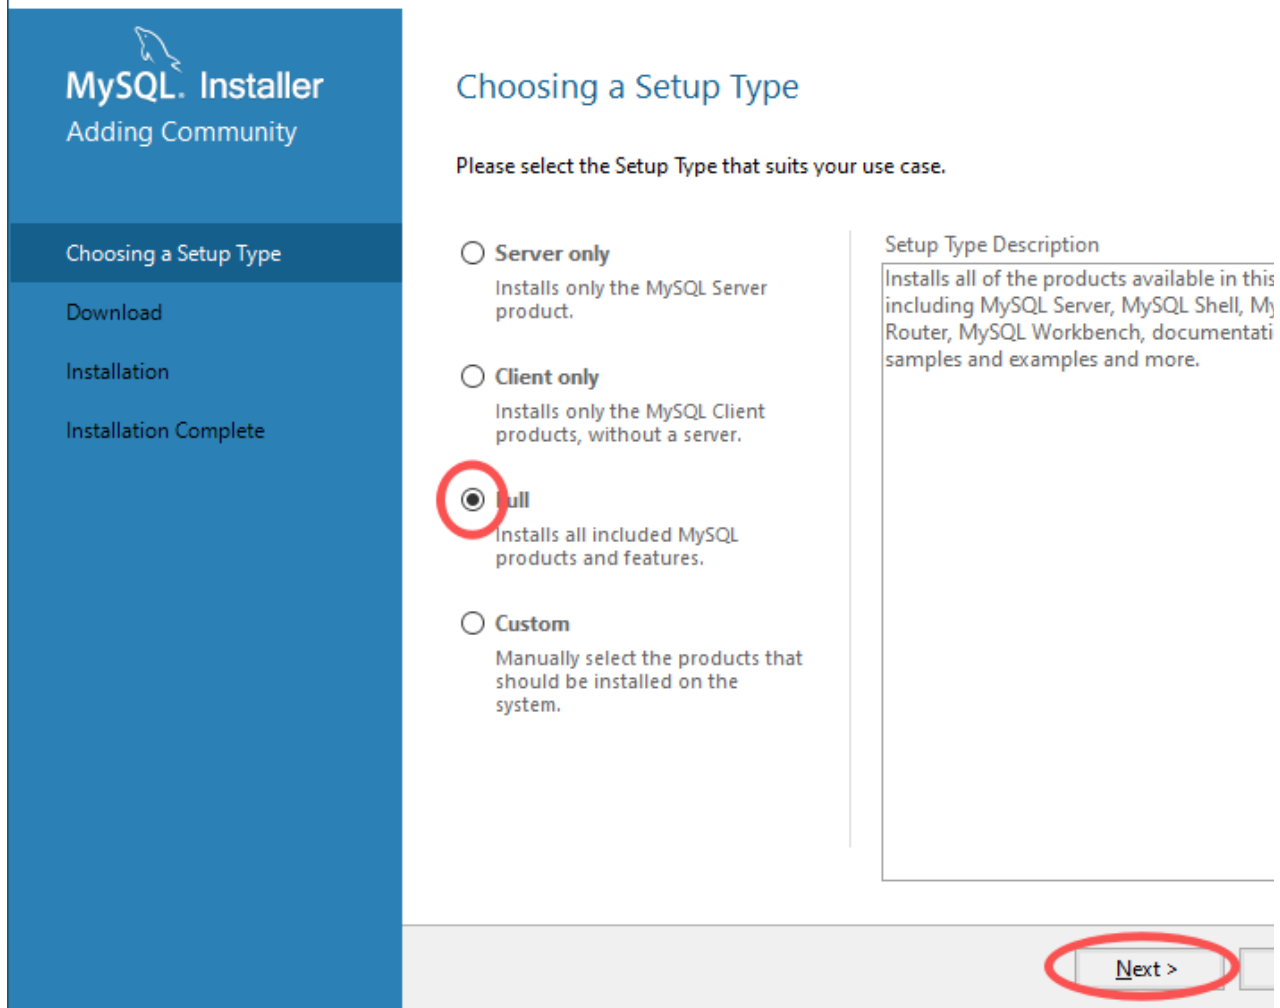 MySQL. Installer
Adding Community
Choosing a Setup Type
Download
Installation
Installation Complete
Choosing a Setup Type
Please select the Setup Type that suits your use case.
Server only
Installs only the MySQL Server
product.
Client only
Installs only the MySQL Client
products, without a server.
Full
Installs all included MySQL
products and features.
Custom
Manually select the products that
should be installed on the
system.
Setup Type Description
Installs all of the products available in this
including MySQL Server, MySQL Shell,
Router, MySQL Workbench,
samples and examples and more.
Next >